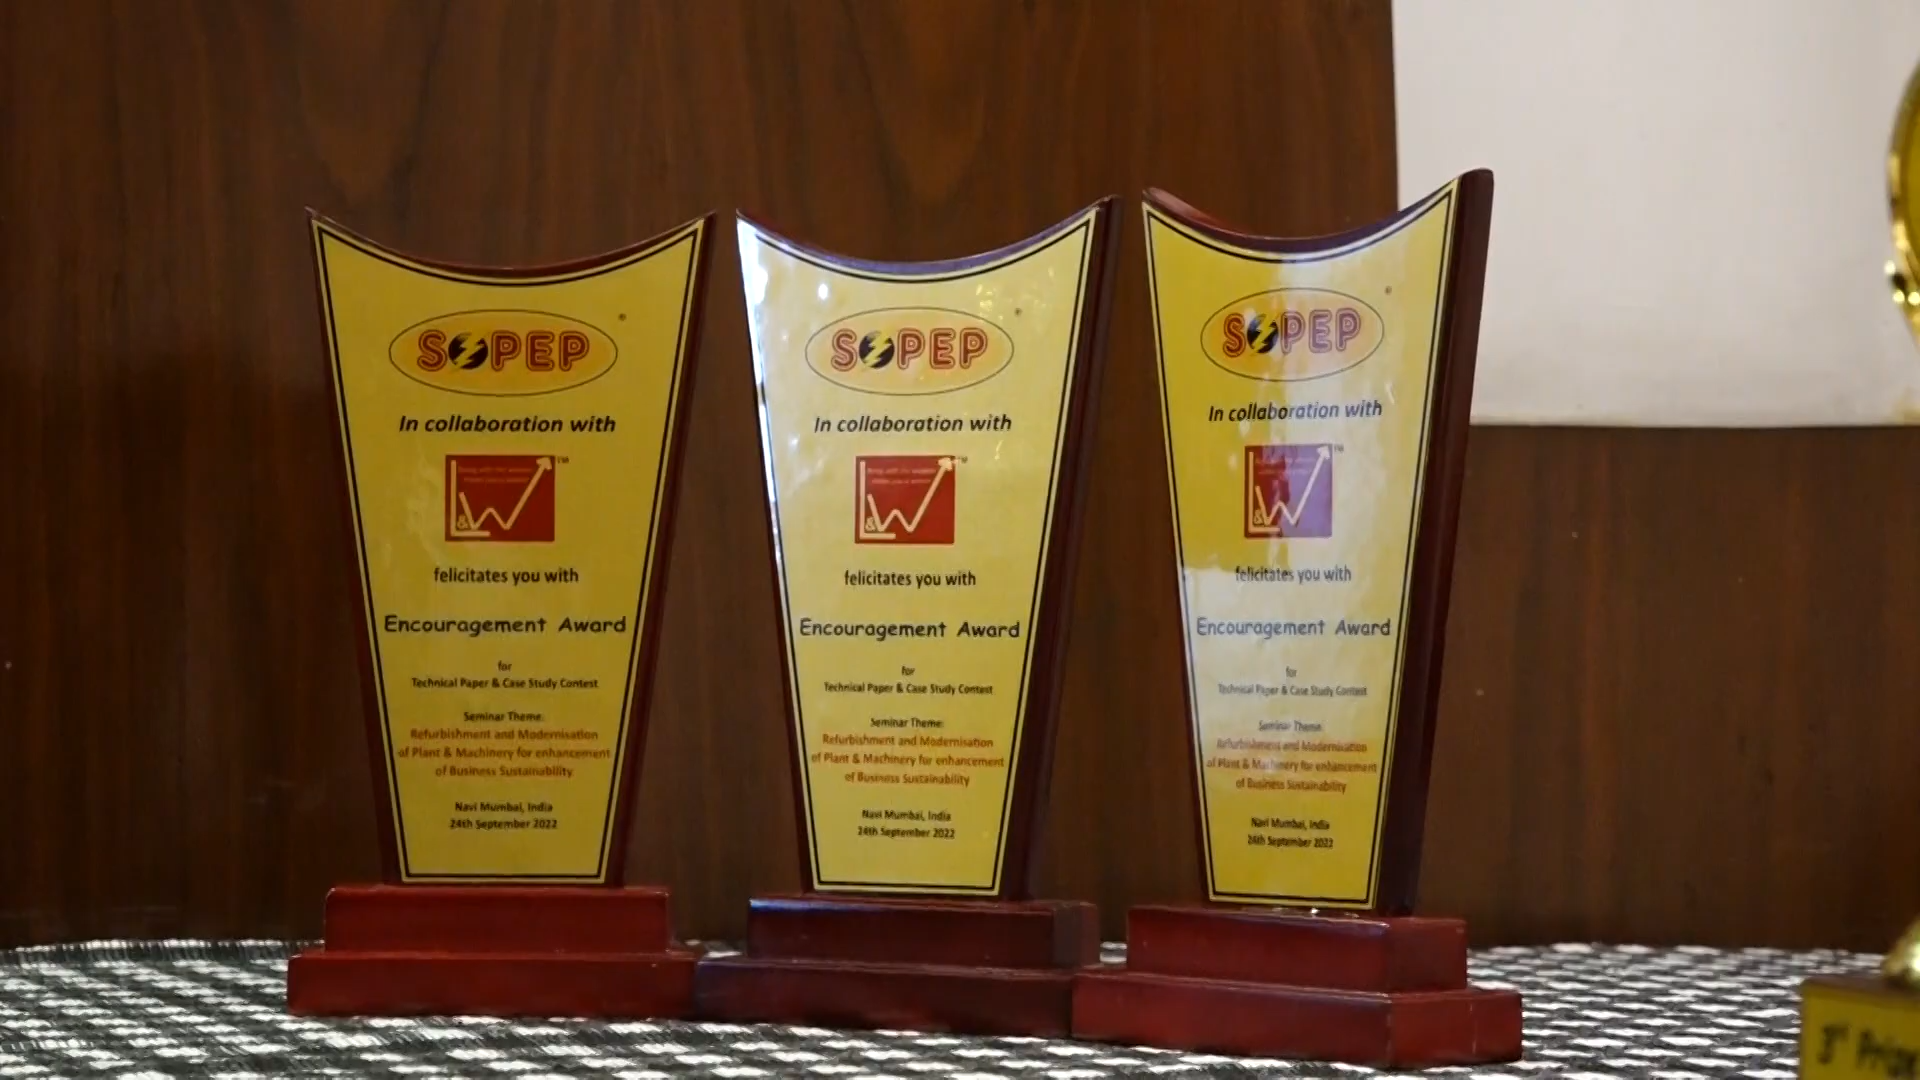 SOPEP
®
In collaboration with
&W
TM
felicitates you with
Encouragement Award
for
Technical Paper & Case Study Contest
Seminar Theme:
Refurbishment and Modernisation
of Plant & Machinery for enhancement
of Business Sustainability
Navi Mumbai, India
24th September 2022
SOPEP
®
In collaboration with
&W
TM
felicitates you with
Encouragement Award
for
Technical Paper & Case Study Contest
Seminar Theme:
Refurbishment and Modernisation
of Plant & Machinery for enhancement
of Business Sustainability
Navi Mumbai, India
24th September 2022
SOPEP
®
In collaboration with
&W
TM
felicitates you with
Encouragement Award
for
Technical Paper & Case Study Contest
Seminar Theme:
Refurbishment and Modernisation
of Plant & Machinery for enhancement
of Business Sustainability
Navi Mumbai, India
24th September 2022
3rd Prize